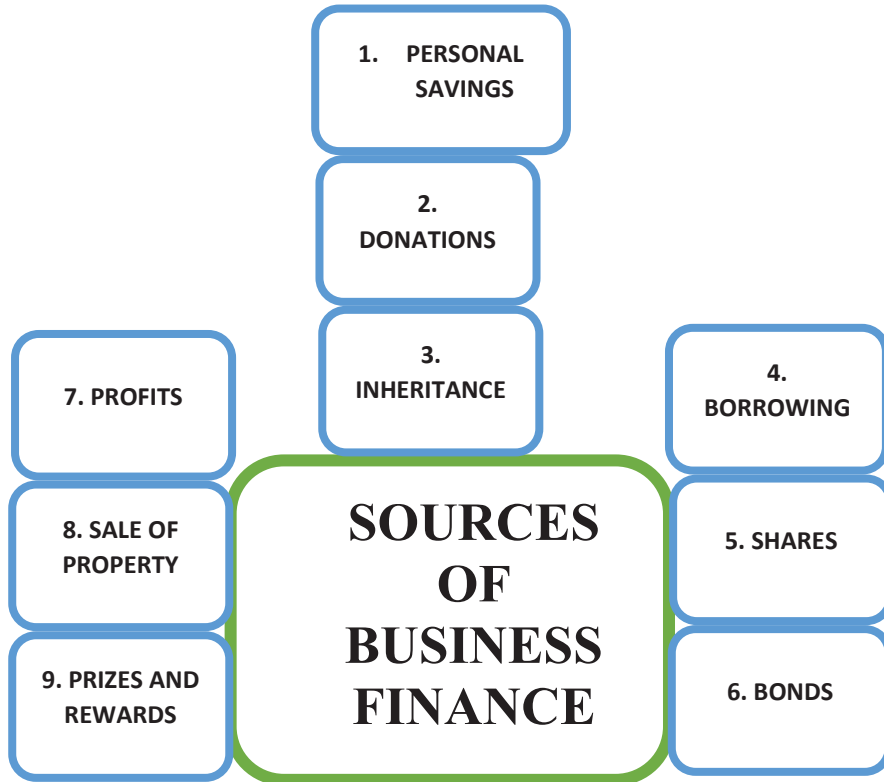 1. PERSONAL
SAVINGS
2.
DONATIONS
3.
INHERITANCE
4.
BORROWING
5. SHARES
6. BONDS
7. PROFITS
8. SALE OF
PROPERTY
9. PRIZES AND
REWARDS
SOURCES
OF
BUSINESS
FINANCE